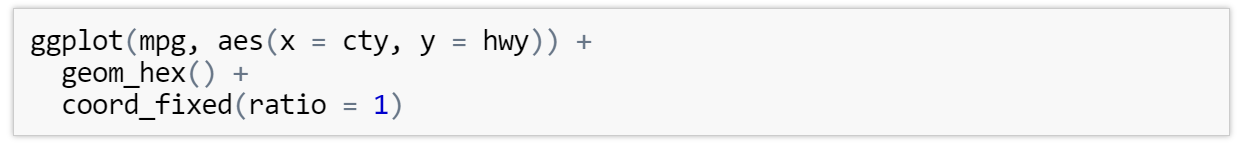 ggplot(mpg, aes(x = cty, y = hwy)) +
  geom_hex() +
  coord_fixed(ratio = 1)